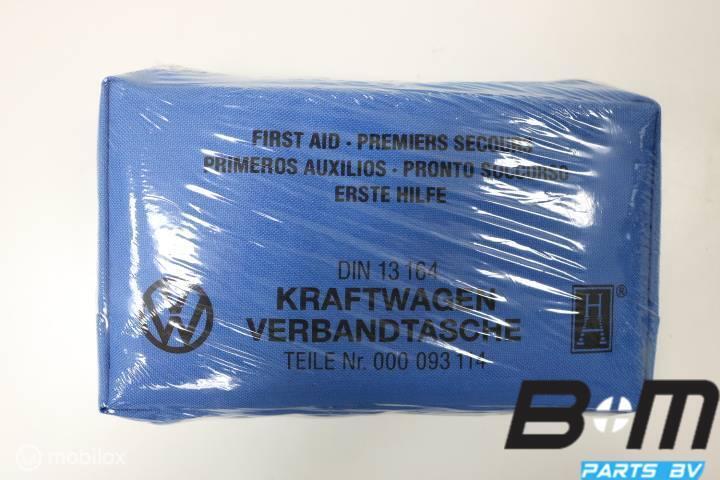 FIRST AID · PREMIERS SECOURS
PRIMEROS AUXILIOS · PRONTO SOCCORSO
ERSTE HILFE
DIN 13 164
KRAFTWAGEN
VERBANDTASCHE
TEILE Nr. 000 093 114
VW
H
®
B·M
PARTS BV
mobilox